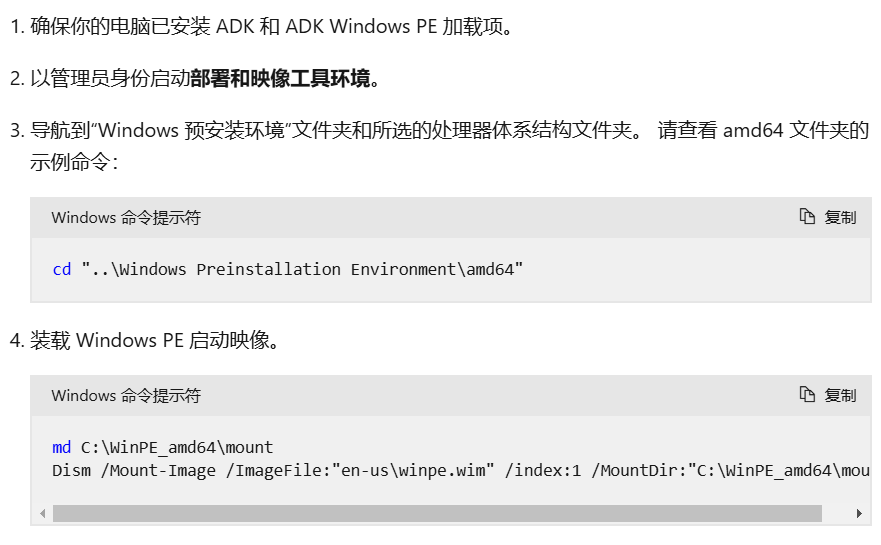 1. 确保你的电脑已安装 ADK 和 ADK Windows PE 加载项。
2. 以管理员身份启动部署和映像工具环境。
3. 导航到“Windows 预安装环境”文件夹和所选的处理器体系结构文件夹。 请查看 amd64 文件夹的
示例命令：
Windows 命令提示符 复制
cd "..\Windows Preinstallation Environment\amd64"
4. 装载 Windows PE 启动映像。
Windows 命令提示符 复制
md C:\WinPE_amd64\mount
Dism /Mount-Image /ImageFile:"en-us\winpe.wim" /index:1 /MountDir:"C:\WinPE_amd64\mou